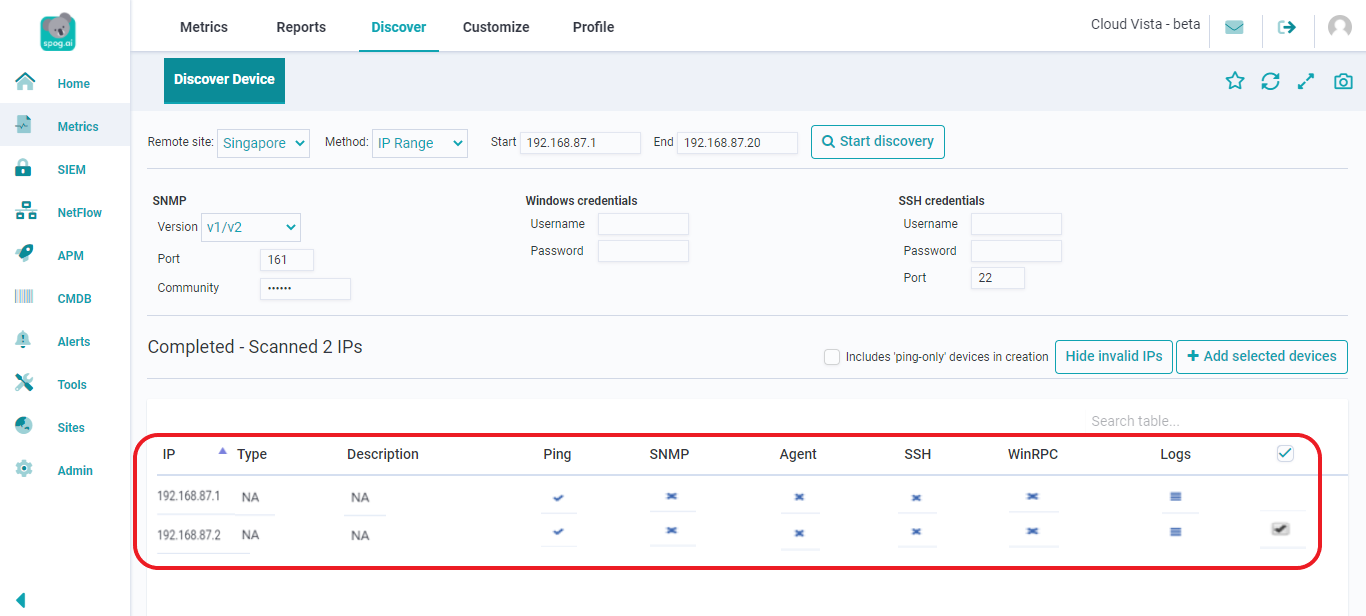 spog.ai
Metrics Reports Discover Customize Profile Cloud Vista - beta
Home
Metrics
SIEM
NetFlow
APM
CMDB
Alerts
Tools
Sites
Admin
Discover Device
Remote site: Singapore Method: IP Range Start 192.168.87.1 End 192.168.87.20 Start discovery
SNMP Windows credentials SSH credentials
Version v1/v2 Username Username
Port 161 Password Password
Community •••••• Port 22
Completed - Scanned 2 IPs
Includes 'ping-only' devices in creation Hide invalid IPs Add selected devices
Search table...
IP Type Description Ping SNMP Agent SSH WinRPC Logs
192.168.87.1 NA NA
192.168.87.2 NA NA